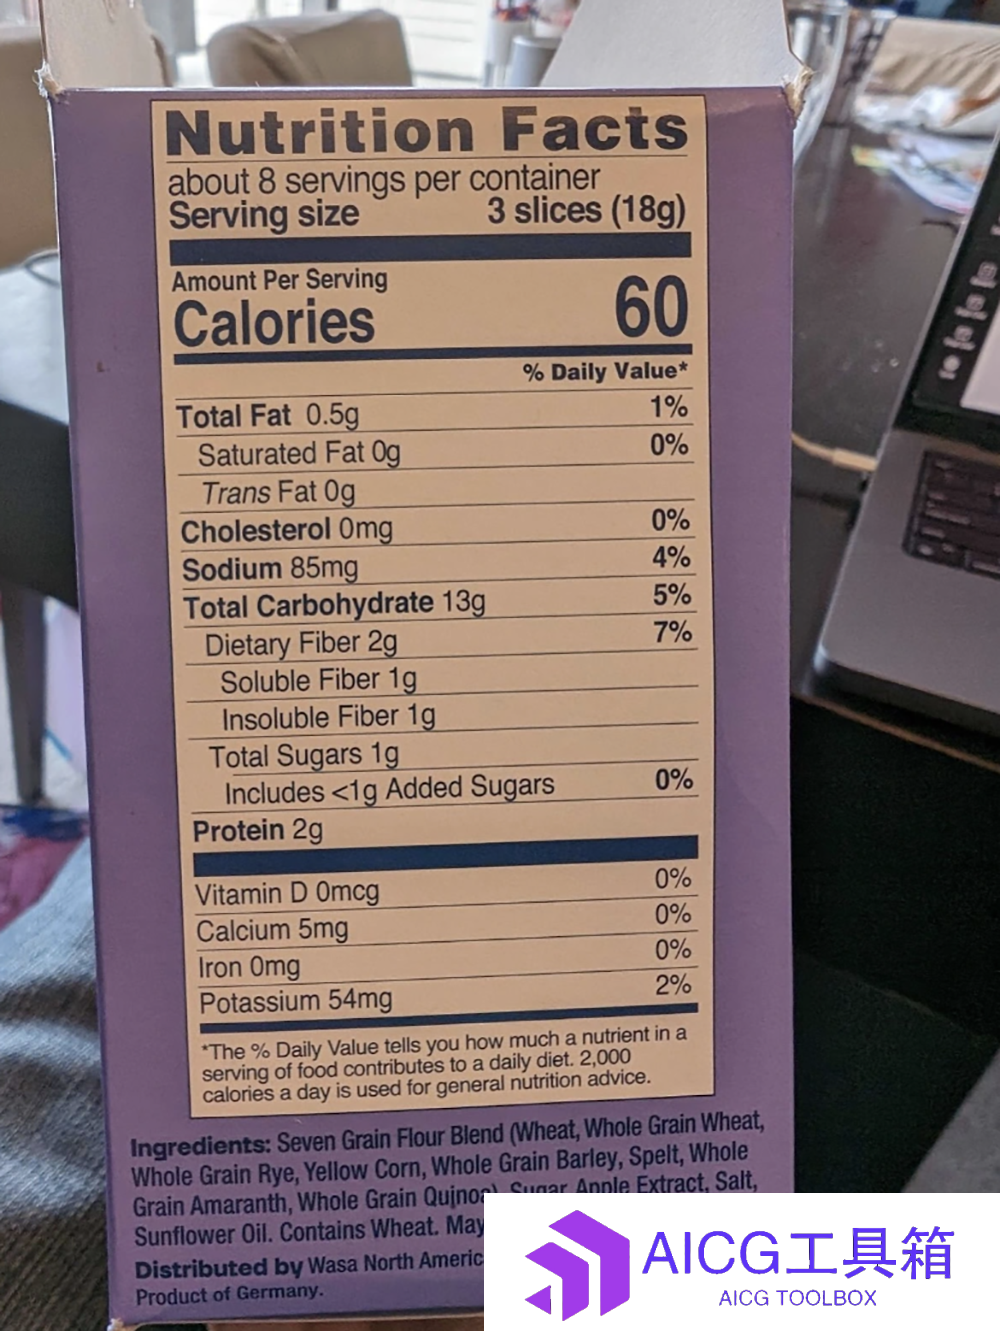 Nutrition Facts
about 8 servings per container
Serving size 3 slices (18g)
Amount Per Serving
Calories 60
% Daily Value*
Total Fat 0.5g 1%
Saturated Fat 0g 0%
Trans Fat 0g
Cholesterol 0mg 0%
Sodium 85mg 4%
Total Carbohydrate 13g 5%
Dietary Fiber 2g 7%
Soluble Fiber 1g
Insoluble Fiber 1g
Total Sugars 1g
Includes <1g Added Sugars 0%
Protein 2g
Vitamin D 0mcg 0%
Calcium 5mg 0%
Iron 0mg 0%
Potassium 54mg 2%
*The % Daily Value tells you how much a nutrient in a
serving of food contributes to a daily diet. 2,000
calories a day is used for general nutrition advice.
Ingredients: Seven Grain Flour Blend (Wheat, Whole Grain Wheat,
Whole Grain Rye, Yellow Corn, Whole Grain Barley, Spelt, Whole
Grain Amaranth, Whole Grain Quinoa), Sugar Apple Extract, Salt,
Sunflower Oil. Contains Wheat. May
Distributed by Wasa North Americ
Product of Germany.
AICG工具箱
AICG TOOLBOX